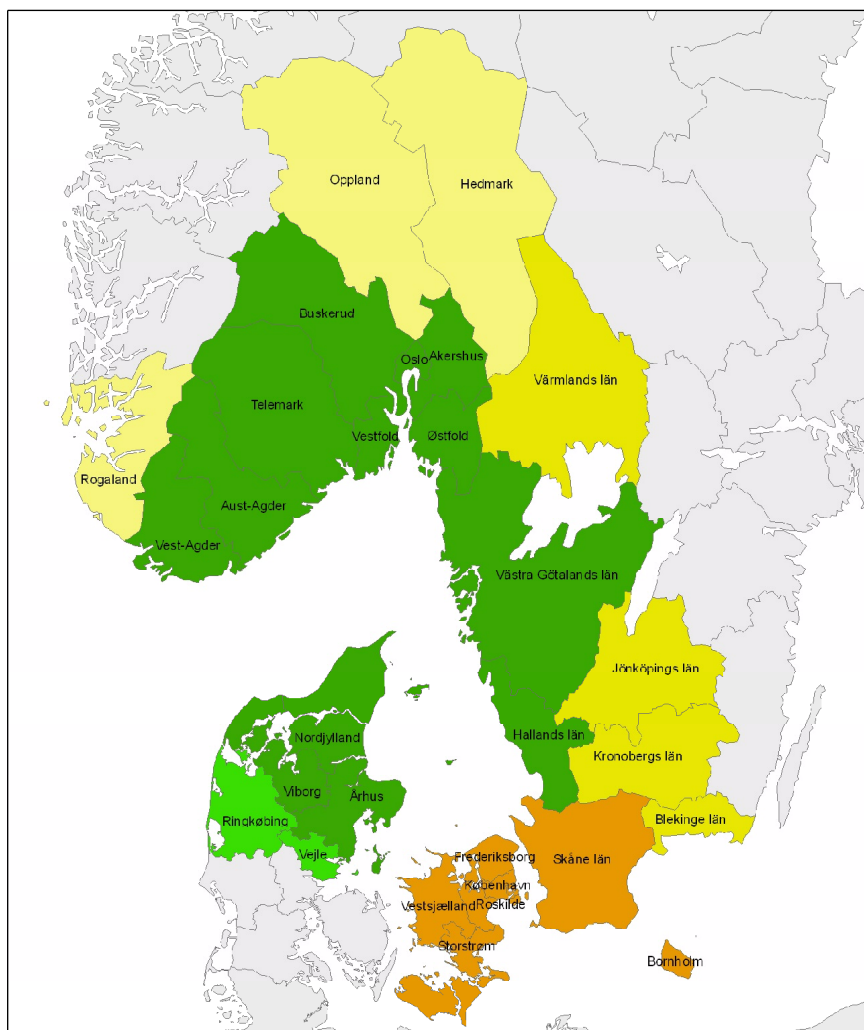 Oppland
Hedmark
Buskerud
Oslo
Akershus
Värmlands län
Telemark
Vestfold
Østfold
Rogaland
Aust-Agder
Vest-Agder
Västra Götalands län
Jönköpings län
Nordjylland
Hallands län
Kronobergs län
Viborg
Århus
Ringkøbing
Blekinge län
Vejle
Frederiksborg
Skåne län
København
Vestsjælland
Roskilde
Storstrøm
Bornholm